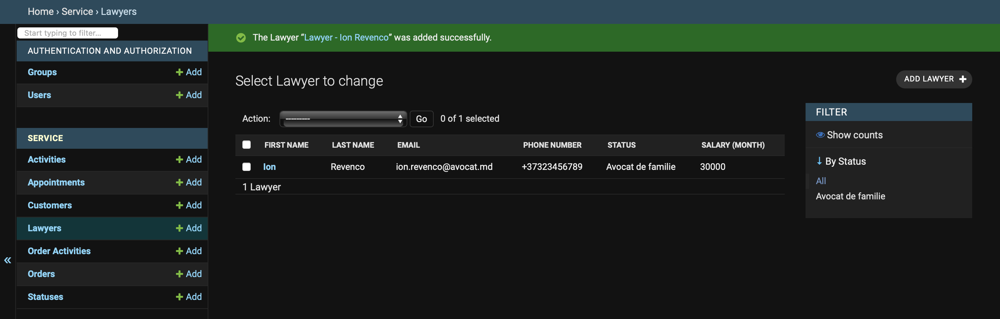 Home › Service › Lawyers
Start typing to filter...
AUTHENTICATION AND AUTHORIZATION
Groups + Add
Users + Add
SERVICE
Activities + Add
Appointments + Add
Customers + Add
Lawyers + Add
Order Activities + Add
Orders + Add
Statuses + Add
«
The Lawyer “Lawyer - Ion Revenco” was added successfully.
Select Lawyer to change
ADD LAWYER +
Action: --------- Go 0 of 1 selected
FIRST NAME LAST NAME EMAIL PHONE NUMBER STATUS SALARY (MONTH)
Ion Revenco ion.revenco@avocat.md +37323456789 Avocat de familie 30000
1 Lawyer
FILTER
Show counts
↓ By Status
All
Avocat de familie